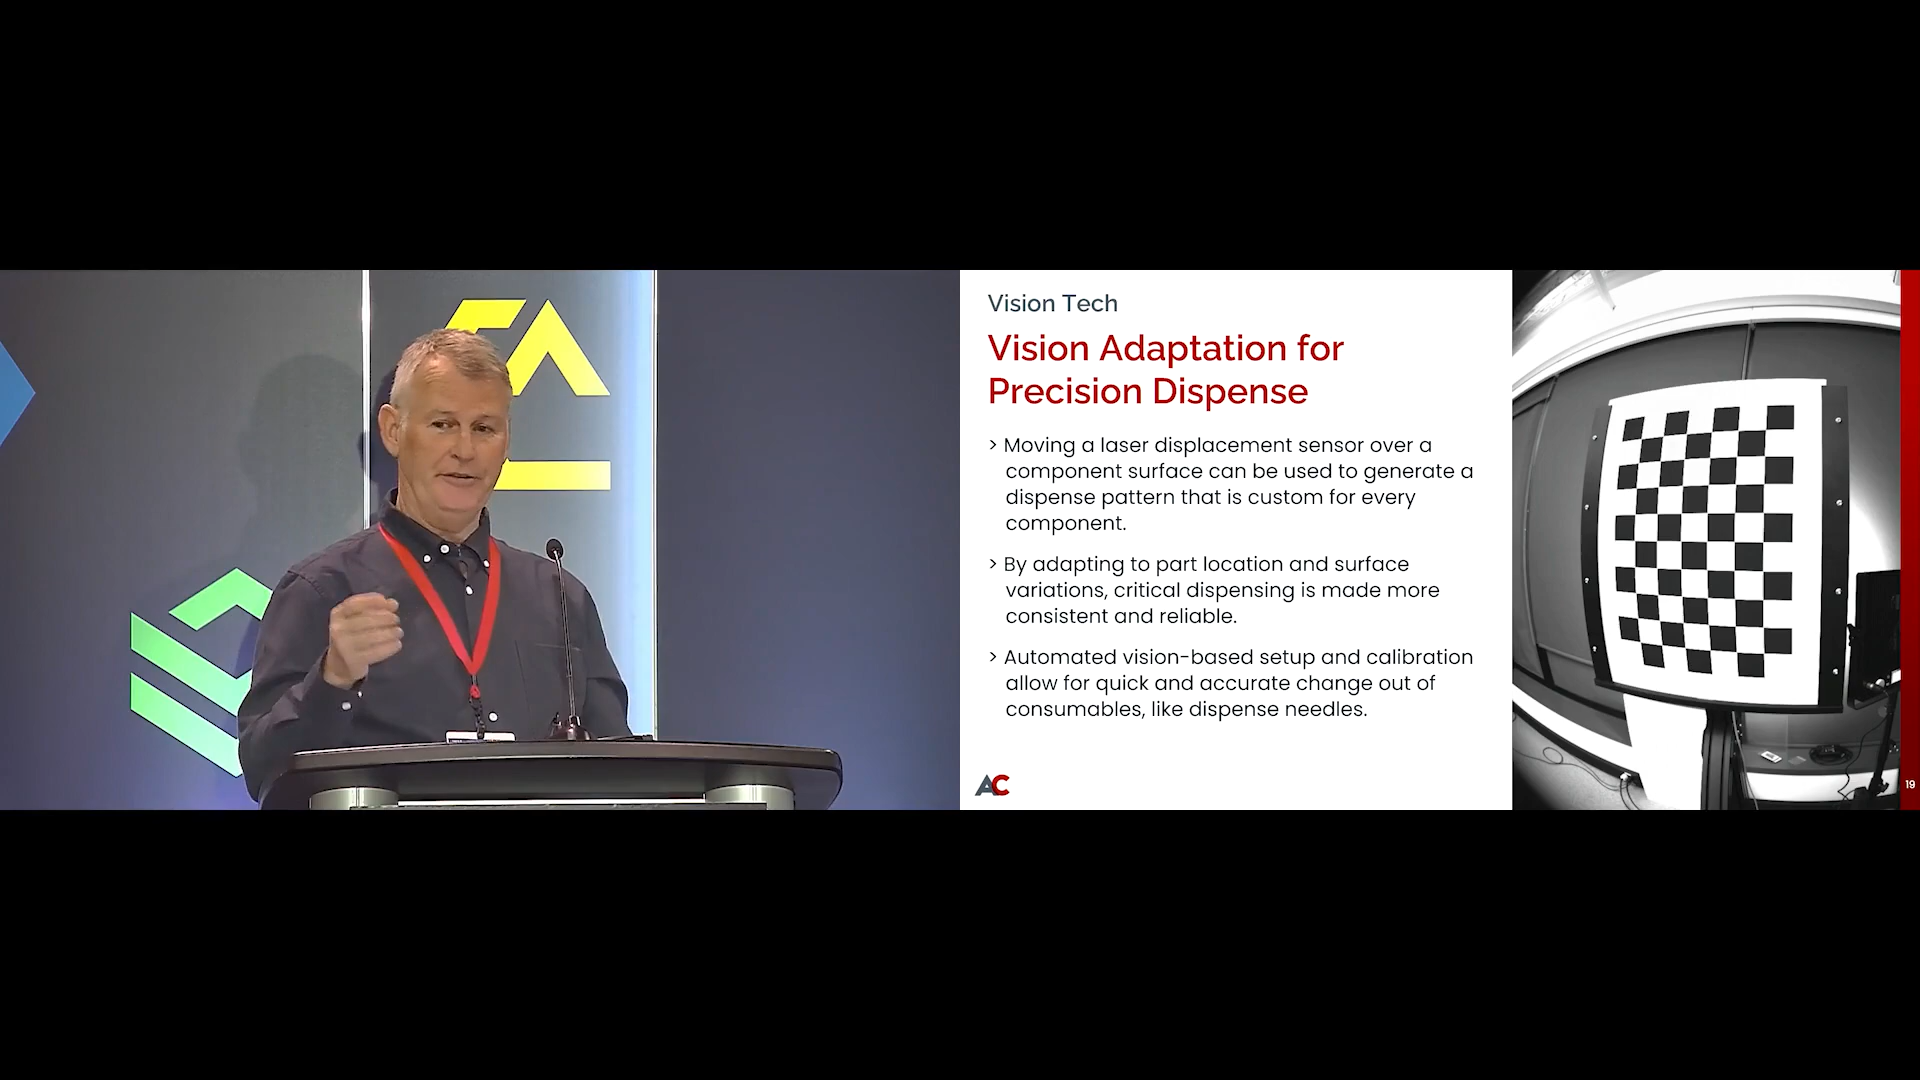 Vision Tech
Vision Adaptation for
Precision Dispense
> Moving a laser displacement sensor over a
component surface can be used to generate a
dispense pattern that is custom for every
component.
> By adapting to part location and surface
variations, critical dispensing is made more
consistent and reliable.
> Automated vision-based setup and calibration
allow for quick and accurate change out of
consumables, like dispense needles.
AC
19